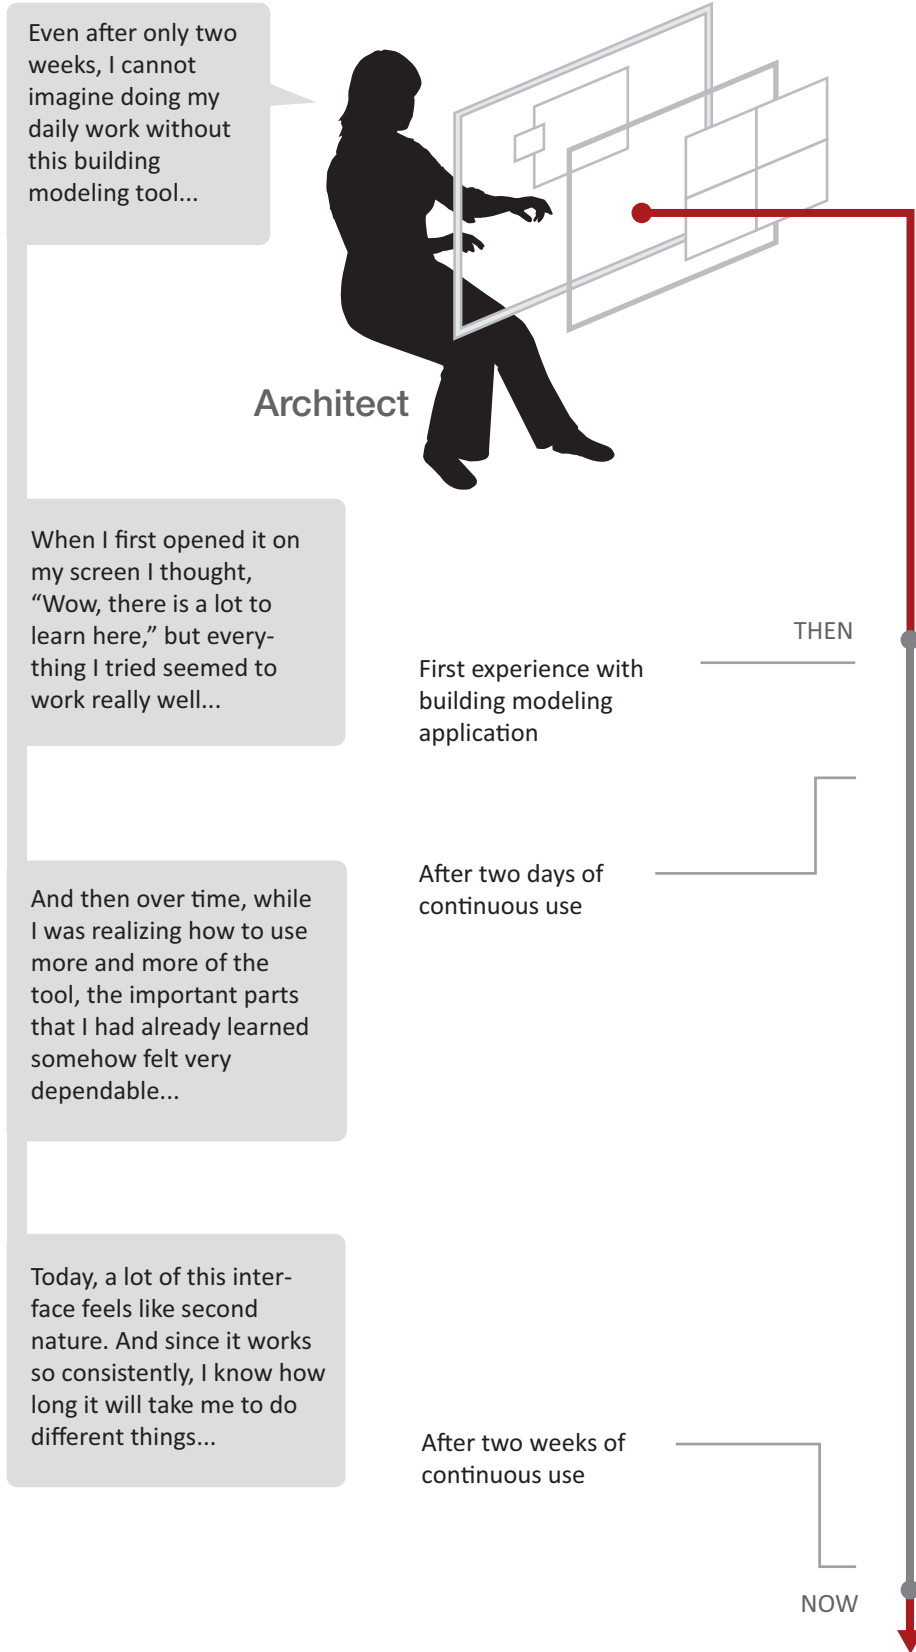 Even after only two
weeks, I cannot
imagine doing my
daily work without
this building
modeling tool...
Architect
When I first opened it on
my screen I thought,
“Wow, there is a lot to
learn here,” but every-
thing I tried seemed to
work really well...
THEN
First experience with
building modeling
application
And then over time, while
I was realizing how to use
more and more of the
tool, the important parts
that I had already learned
somehow felt very
dependable...
After two days of
continuous use
Today, a lot of this inter-
face feels like second
nature. And since it works
so consistently, I know how
long it will take me to do
different things...
After two weeks of
continuous use
NOW